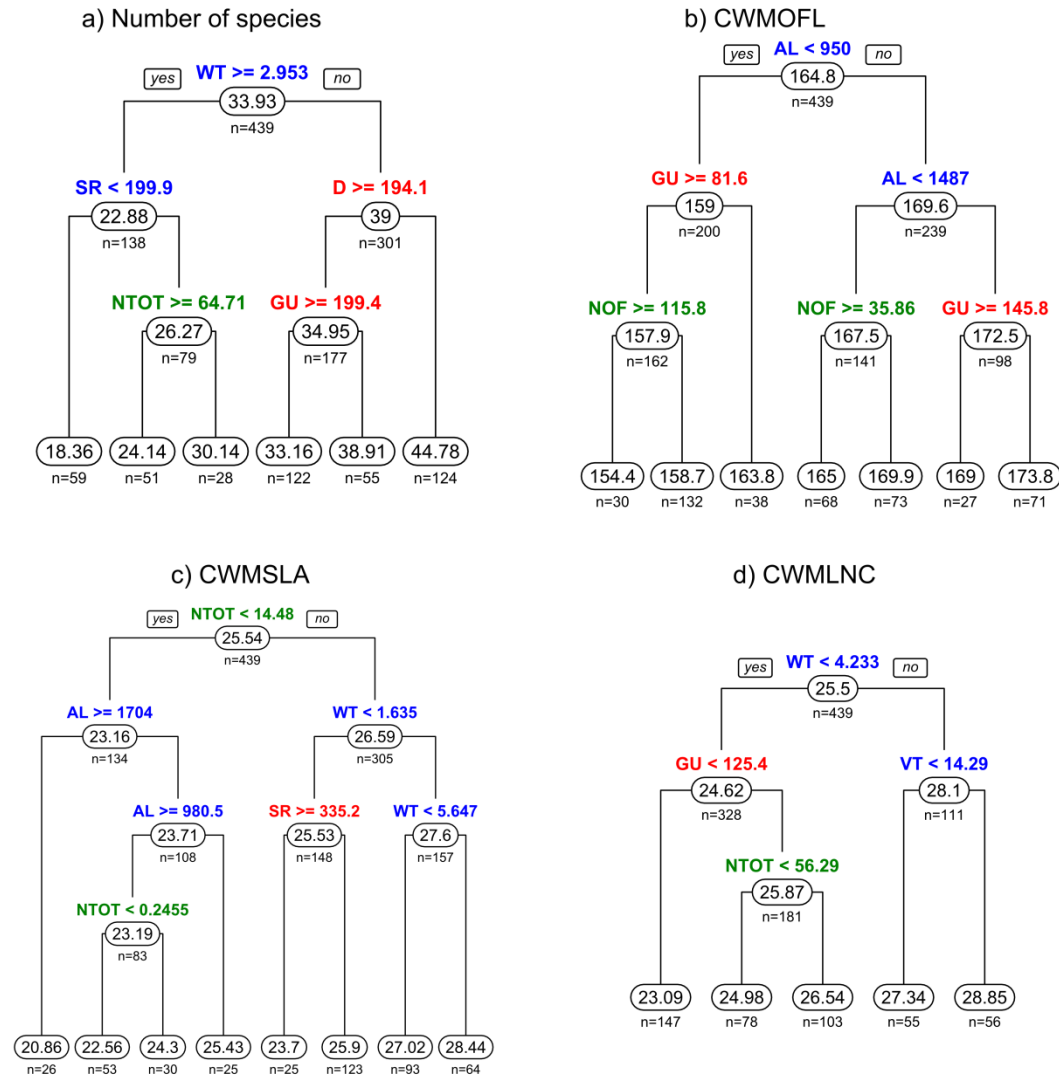 a) Number of species
yes WT >= 2.953 no
33.93
n=439
SR < 199.9 D >= 194.1
22.88 39
n=138 n=301
NTOT >= 64.71 GU >= 199.4
26.27 34.95
n=79 n=177
18.36 24.14 30.14 33.16 38.91 44.78
n=59 n=51 n=28 n=122 n=55 n=124
b) CWMOFL
yes AL < 950 no
164.8
n=439
GU >= 81.6 AL < 1487
159 169.6
n=200 n=239
NOF >= 115.8 NOF >= 35.86 GU >= 145.8
157.9 167.5 172.5
n=162 n=141 n=98
154.4 158.7 163.8 165 169.9 169 173.8
n=30 n=132 n=38 n=68 n=73 n=27 n=71
c) CWMSLA
yes NTOT < 14.48 no
25.54
n=439
AL >= 1704 WT < 1.635
23.16 26.59
n=134 n=305
AL >= 980.5 SR >= 335.2 WT < 5.647
23.71 25.53 27.6
n=108 n=148 n=157
NTOT < 0.2455
23.19
n=83
20.86 22.56 24.3 25.43 23.7 25.9 27.02 28.44
n=26 n=53 n=30 n=25 n=25 n=123 n=93 n=64
d) CWMLNC
yes WT < 4.233 no
25.5
n=439
GU < 125.4 VT < 14.29
24.62 28.1
n=328 n=111
NTOT < 56.29
25.87
n=181
23.09 24.98 26.54 27.34 28.85
n=147 n=78 n=103 n=55 n=56